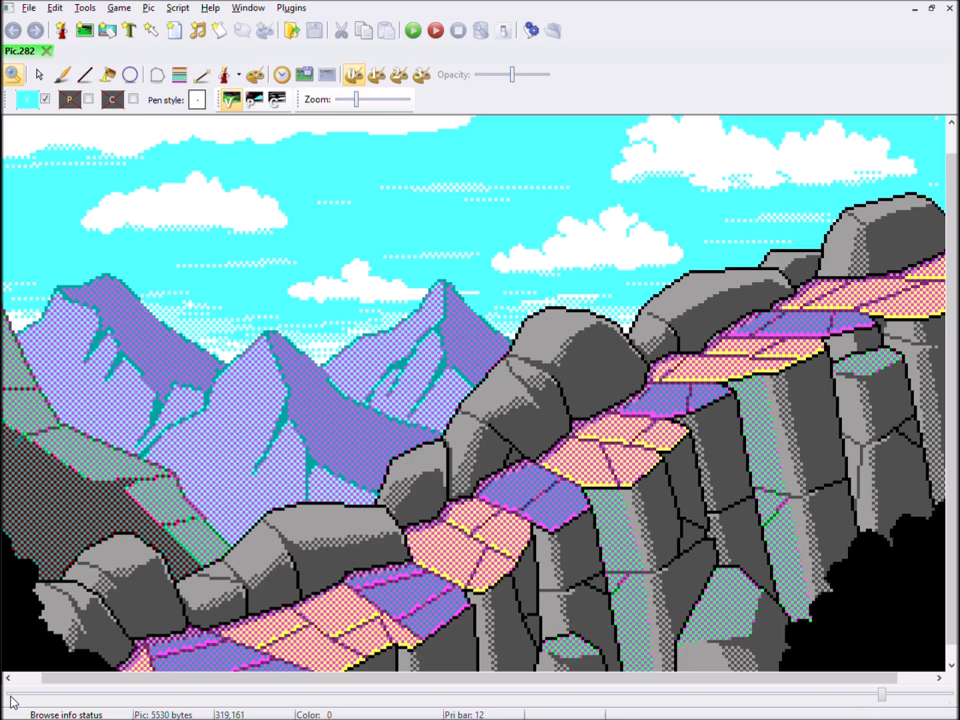 File Edit Tools Game Pic Script Help Window Plygins
Pic.282
Opacity:
P C Pen style: V P C Zoom:
Browse info status Pic: 5530 bytes 319,161 Color: 0 Pri bar: 12